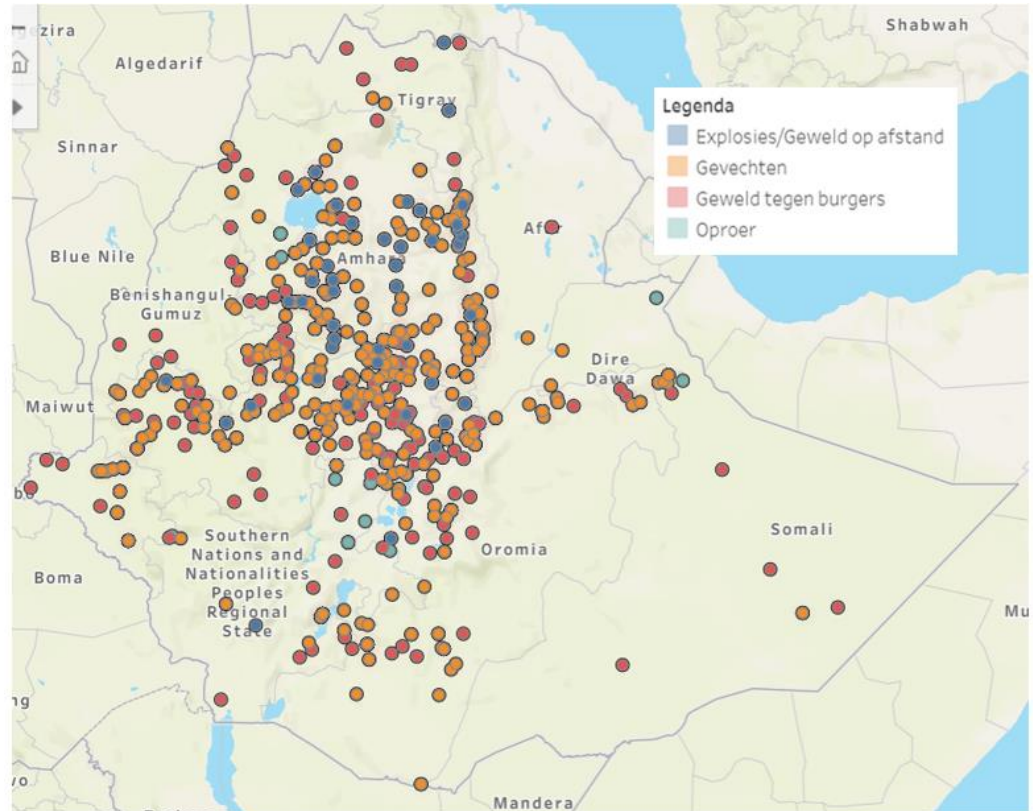 Shabwah
Algedarif
Tigray
Legenda
Explosies/Geweld op afstand
Gevechten
Geweld tegen burgers
Oproer
Sinnar
Blue Nile
Amhara
Benishangul-
Gumuz
Dire
Dawa
Maiwut
Southern
Nations and
Nationalities
Peoples
Regional
State
Oromia
Somali
Boma
Mandera